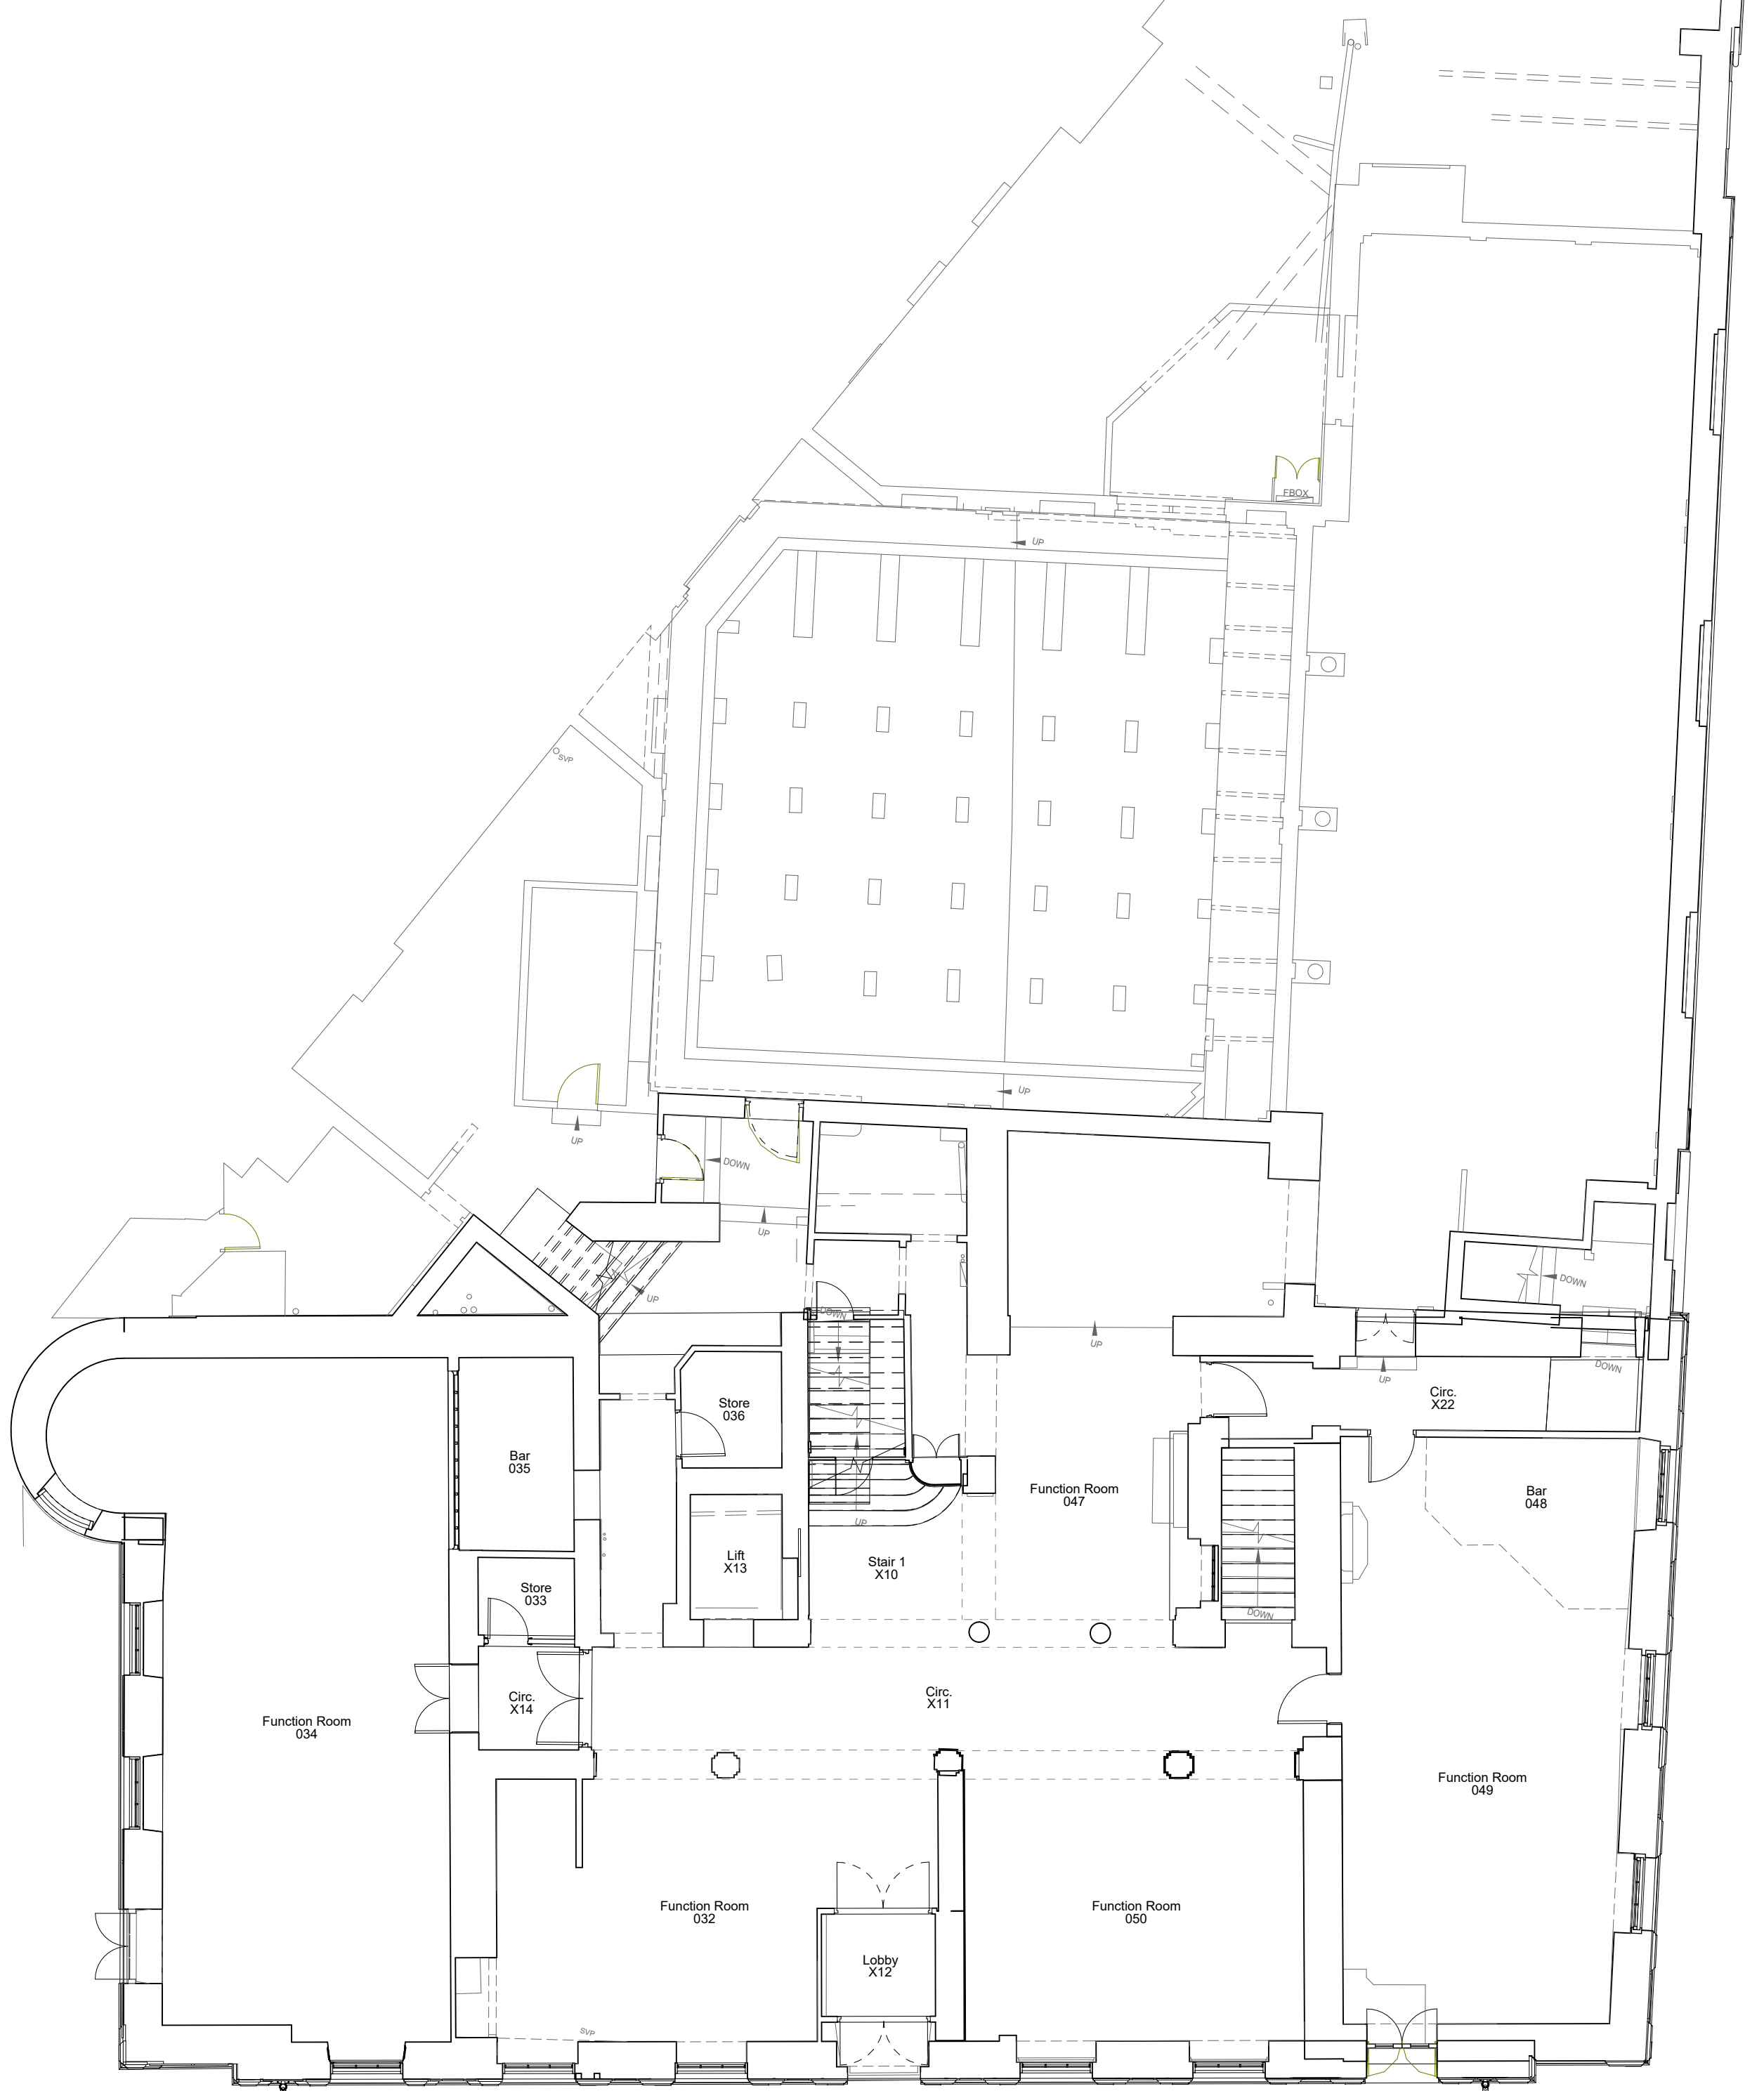 FBOX
UP
SVP
UP
UP
DOWN
UP
DOWN
UP
DOWN
UP
UP
DOWN
Circ.
X22
Store
036
Bar
035
Function Room
047
Bar
048
UP
Lift
X13
Stair 1
X10
Store
033
DOWN
Circ.
X14
Circ.
X11
Function Room
034
Function Room
049
Function Room
032
Function Room
050
Lobby
X12
SVP